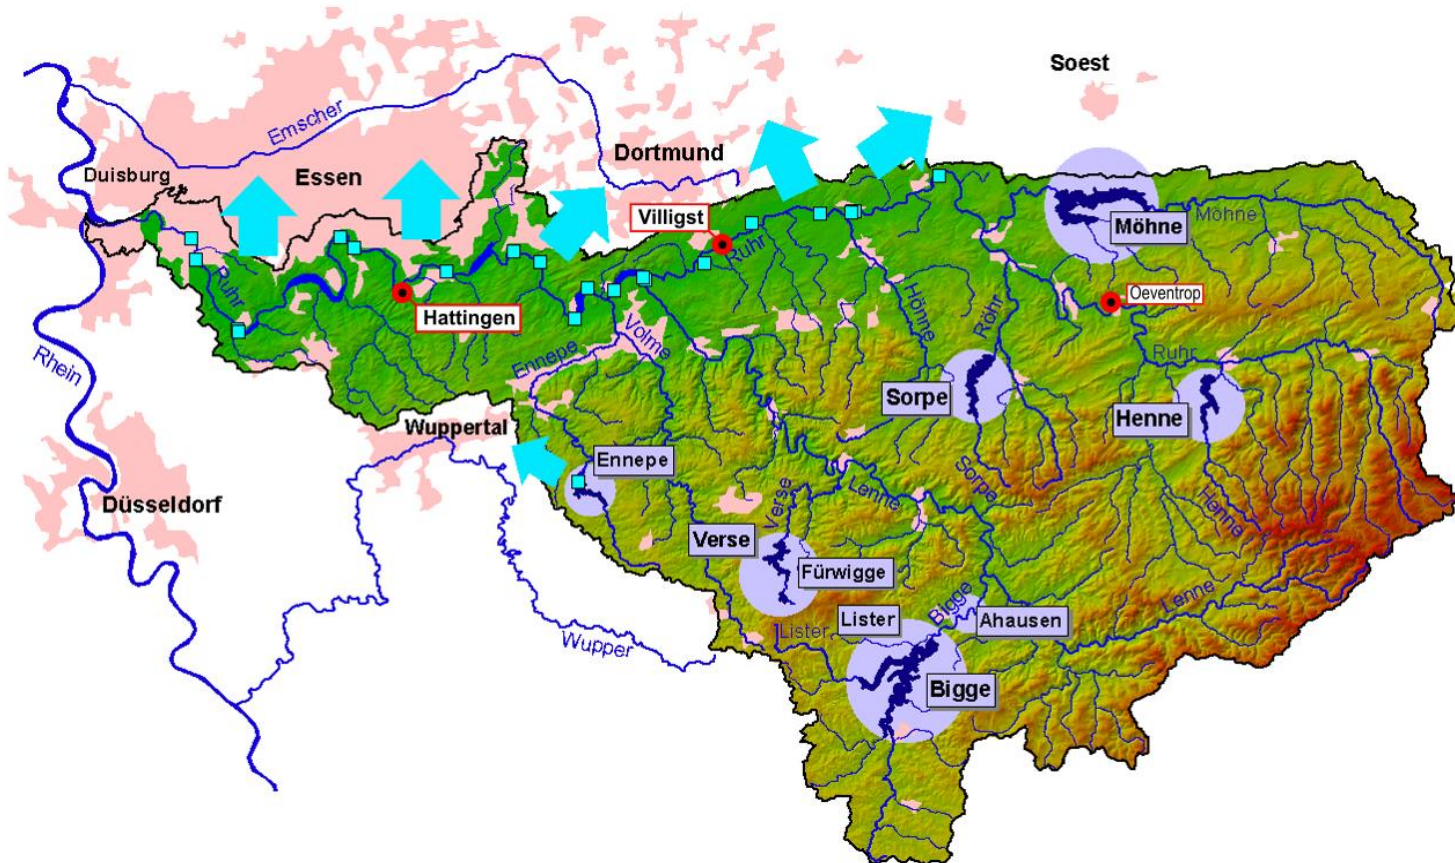 Soest
Emscher
Dortmund
Duisburg
Essen
Villigst
Möhne
Möhne
Ruhr
Ruhr
Hönne
Röhr
Oeventrop
Hattingen
Volme
Ennepe
Ruhr
Rhein
Sorpe
Henne
Wuppertal
Ennepe
Sorpe
Lenne
Verse
Henne
Düsseldorf
Verse
Fürwigge
Lister
Bigge
Ahausen
Lenne
Lister
Wupper
Bigge